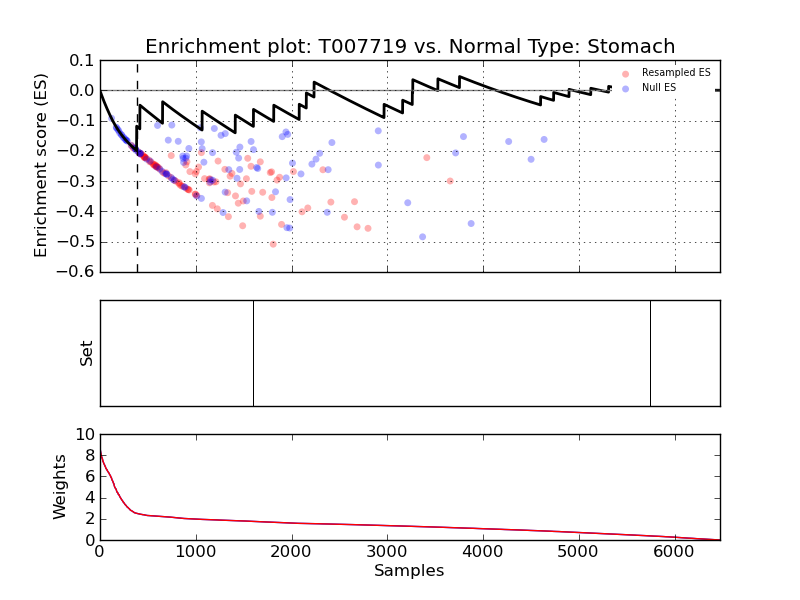 Enrichment plot: T007719 vs. Normal Type: Stomach
Enrichment score (ES)
0.1
0.0
−0.1
−0.2
−0.3
−0.4
−0.5
−0.6
Resampled ES
Null ES
Set
Weights
10
8
6
4
2
0
0 1000 2000 3000 4000 5000 6000
Samples